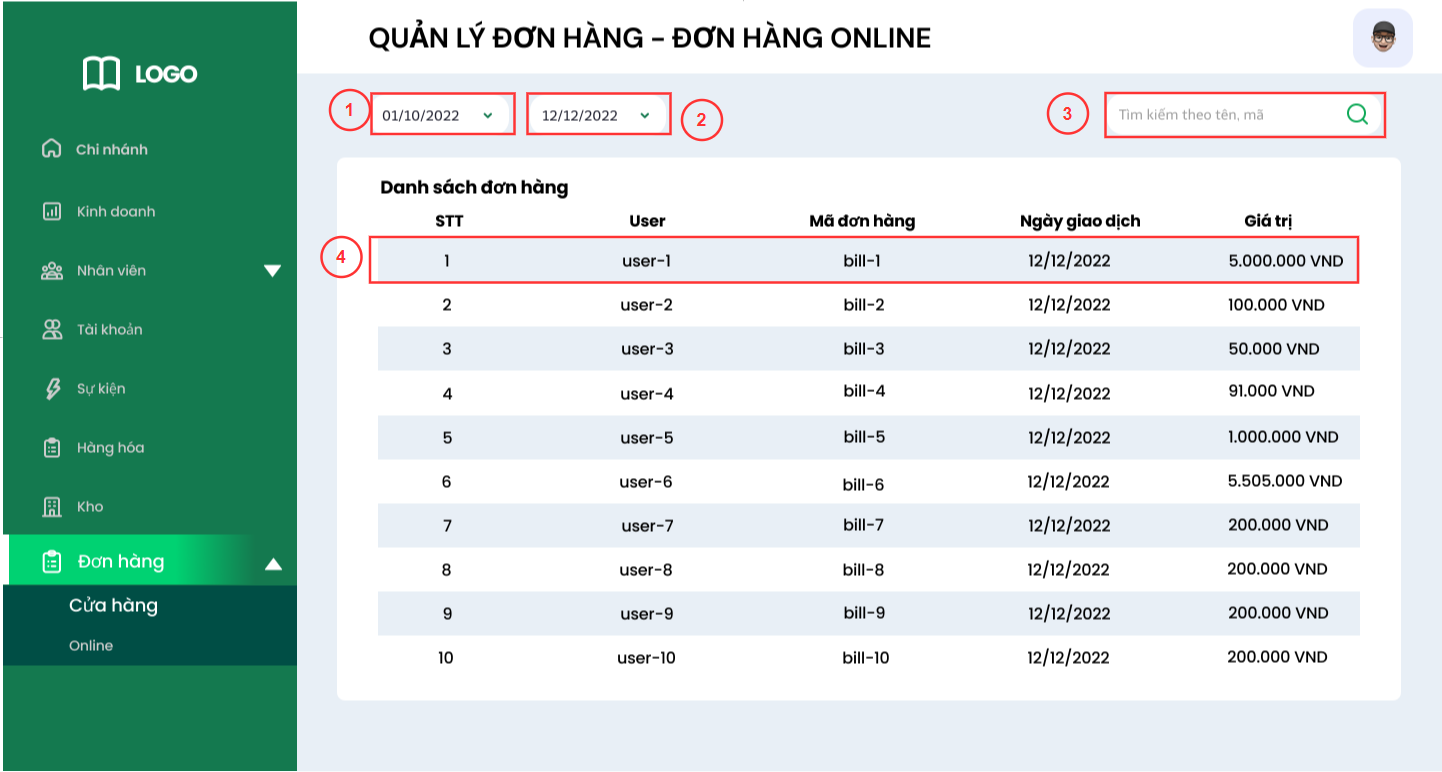 LOGO
Chi nhánh
Kinh doanh
Nhân viên
Tài khoản
Sự kiện
Hàng hóa
Kho
Đơn hàng
Cửa hàng
Online
QUẢN LÝ ĐƠN HÀNG – ĐƠN HÀNG ONLINE
1 01/10/2022 12/12/2022 2 3 Tìm kiếm theo tên, mã
Danh sách đơn hàng
STT User Mã đơn hàng Ngày giao dịch Giá trị
4 1 user-1 bill-1 12/12/2022 5.000.000 VND
2 user-2 bill-2 12/12/2022 100.000 VND
3 user-3 bill-3 12/12/2022 50.000 VND
4 user-4 bill-4 12/12/2022 91.000 VND
5 user-5 bill-5 12/12/2022 1.000.000 VND
6 user-6 bill-6 12/12/2022 5.505.000 VND
7 user-7 bill-7 12/12/2022 200.000 VND
8 user-8 bill-8 12/12/2022 200.000 VND
9 user-9 bill-9 12/12/2022 200.000 VND
10 user-10 bill-10 12/12/2022 200.000 VND